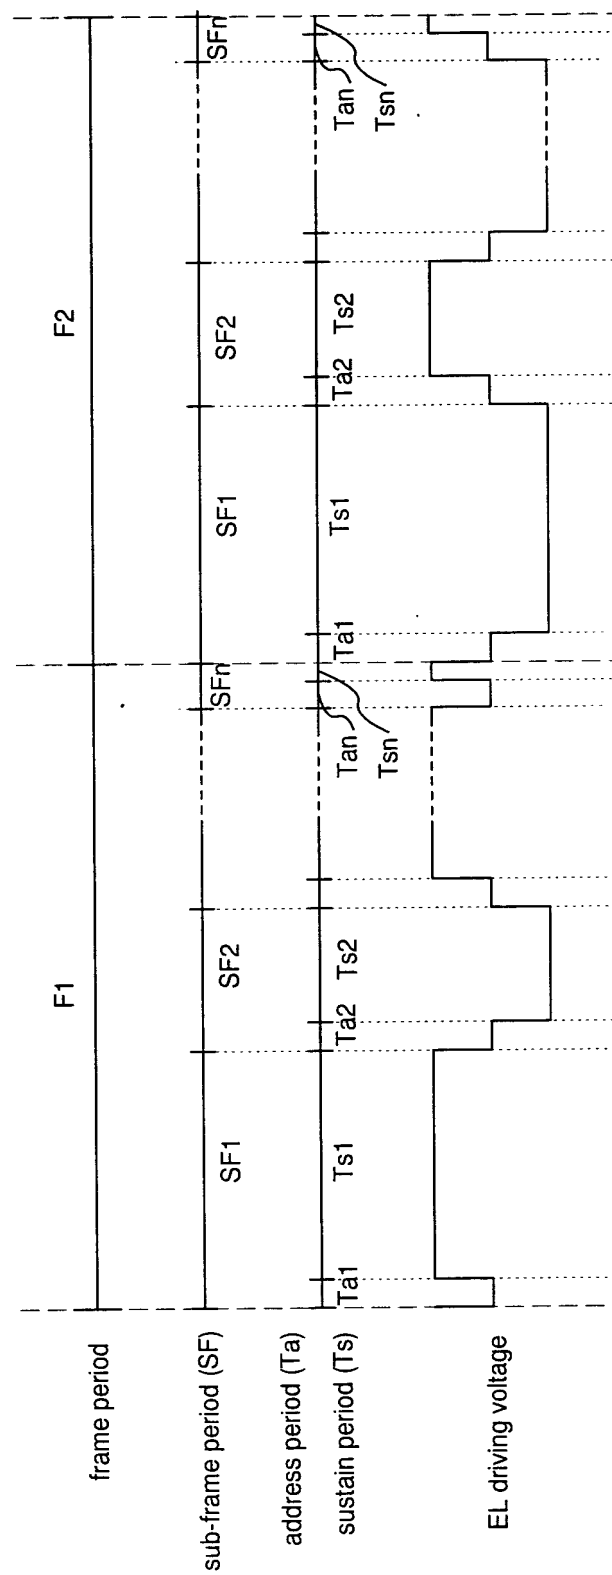 frame period
F1
F2
sub-frame period (SF)
SF1
SF2
SFn
SF1
SF2
SFn
address period (Ta)
sustain period (Ts)
Ta1
Ts1
Ta2
Ts2
Tan
Tsn
Ta1
Ts1
Ta2
Ts2
Tan
Tsn
EL driving voltage